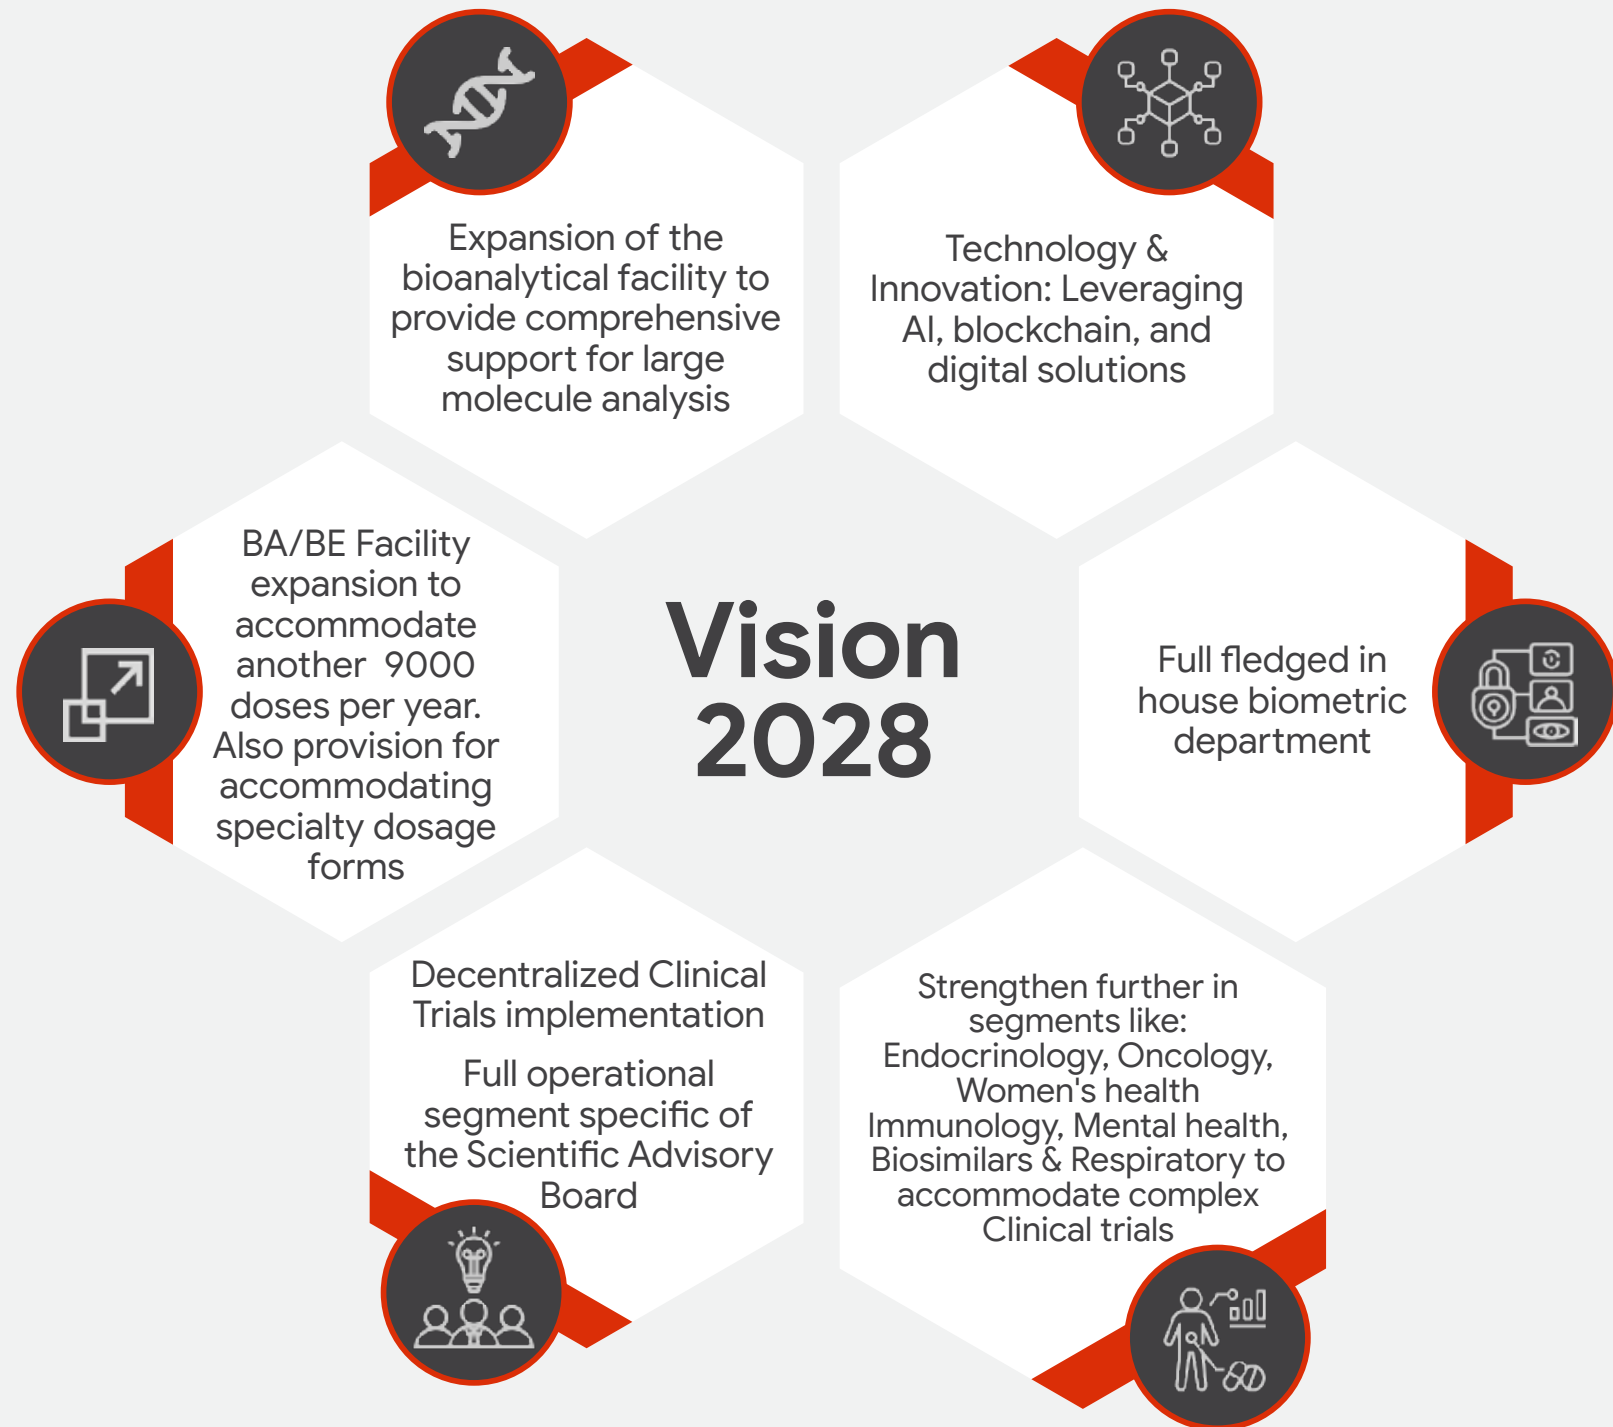 Expansion of the
bioanalytical facility to
provide comprehensive
support for large
molecule analysis
Technology &
Innovation: Leveraging
AI, blockchain, and
digital solutions
BA/BE Facility
expansion to
accommodate
another  9000
doses per year.
Also provision for
accommodating
specialty dosage
forms
Vision
2028
Full fledged in
house biometric
department
Decentralized Clinical
Trials implementation
Full operational
segment specific of
the Scientific Advisory
Board
Strengthen further in
segments like:
Endocrinology, Oncology,
Women's health
Immunology, Mental health,
Biosimilars & Respiratory to
accommodate complex
Clinical trials